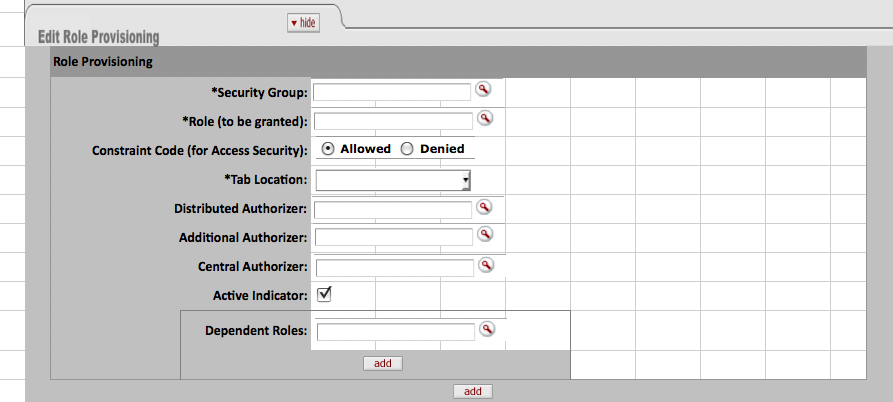 ▼ hide
Edit Role Provisioning
Role Provisioning
*Security Group:
*Role (to be granted):
Constraint Code (for Access Security): Allowed Denied
*Tab Location:
Distributed Authorizer:
Additional Authorizer:
Central Authorizer:
Active Indicator:
Dependent Roles:
add
add